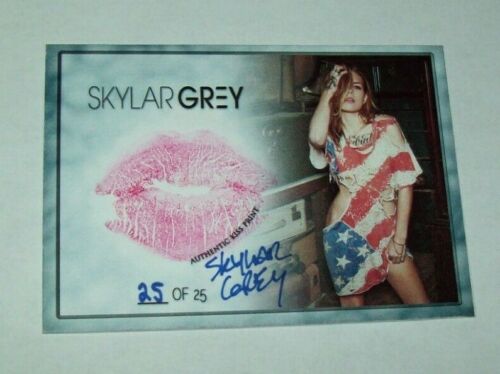 SKYLAR GREY
AUTHENTIC KISS PRINT
SKYLAR
GREY
25 OF 25